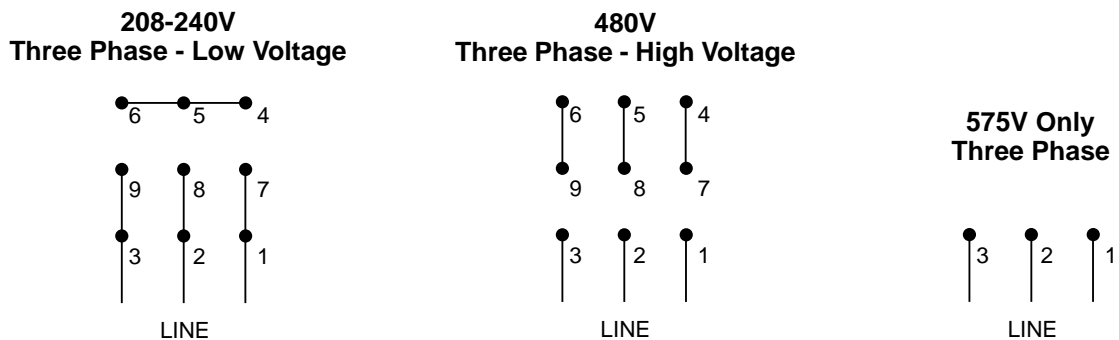 208-240V
Three Phase - Low Voltage
6 5 4
9 8 7
3 2 1
LINE
480V
Three Phase - High Voltage
6 5 4
9 8 7
3 2 1
LINE
575V Only
Three Phase
3 2 1
LINE